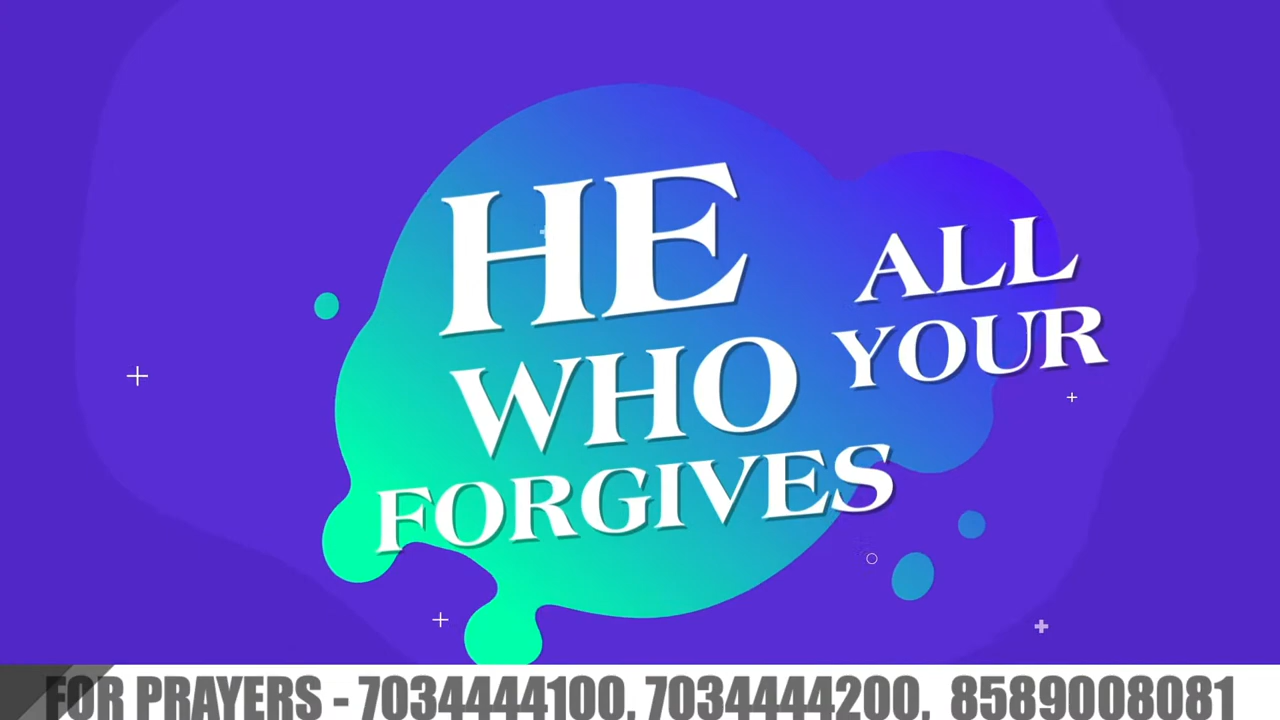 HE
WHO
FORGIVES
ALL
YOUR
FOR PRAYERS - 7034444100, 7034444200, 8589008081